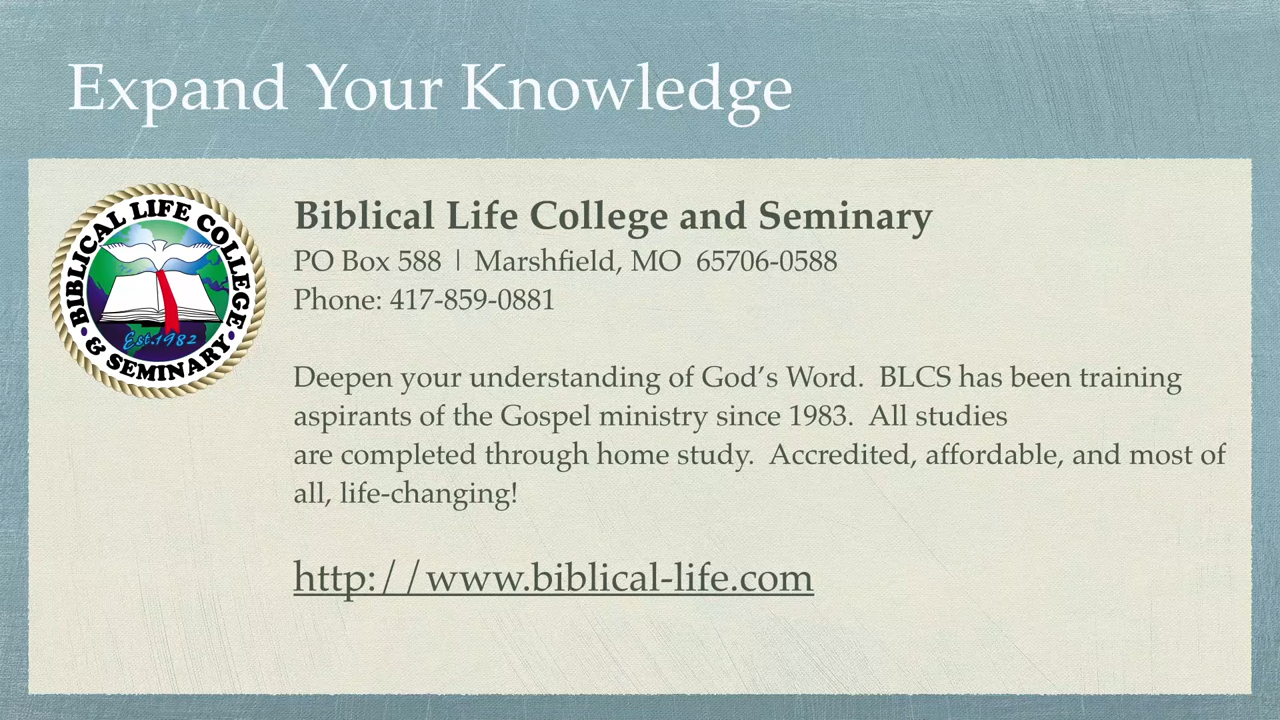 Expand Your Knowledge
BIBLICAL LIFE COLLEGE
& SEMINARY
Est.1982
Biblical Life College and Seminary
PO Box 588 | Marshfield, MO 65706-0588
Phone: 417-859-0881
Deepen your understanding of God’s Word. BLCS has been training
aspirants of the Gospel ministry since 1983. All studies
are completed through home study. Accredited, affordable, and most of
all, life-changing!
http://www.biblical-life.com